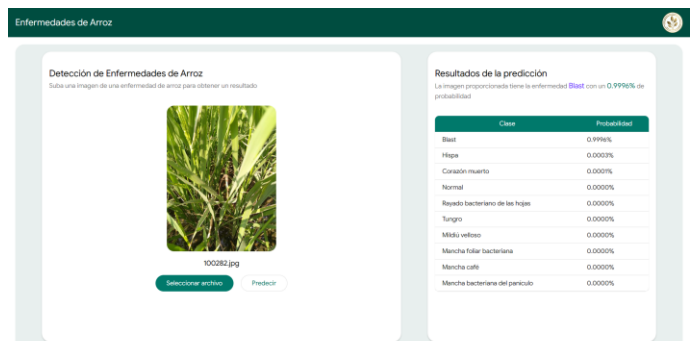 Enfermedades de Arroz
Detección de Enfermedades de Arroz
Suba una imagen de una enfermedad de arroz para obtener un resultado
100282.jpg
Seleccionar archivo
Predecir
Resultados de la predicción
La imagen proporcionada tiene la enfermedad Blast con un 0.9996% de
probabilidad
Clase Probabilidad
Blast 0.9996%
Hispa 0.0003%
Corazón muerto 0.0001%
Normal 0.0000%
Rayado bacteriano de las hojas 0.0000%
Tungro 0.0000%
Mildiú velloso 0.0000%
Mancha foliar bacteriana 0.0000%
Mancha café 0.0000%
Mancha bacteriana del panículo 0.0000%